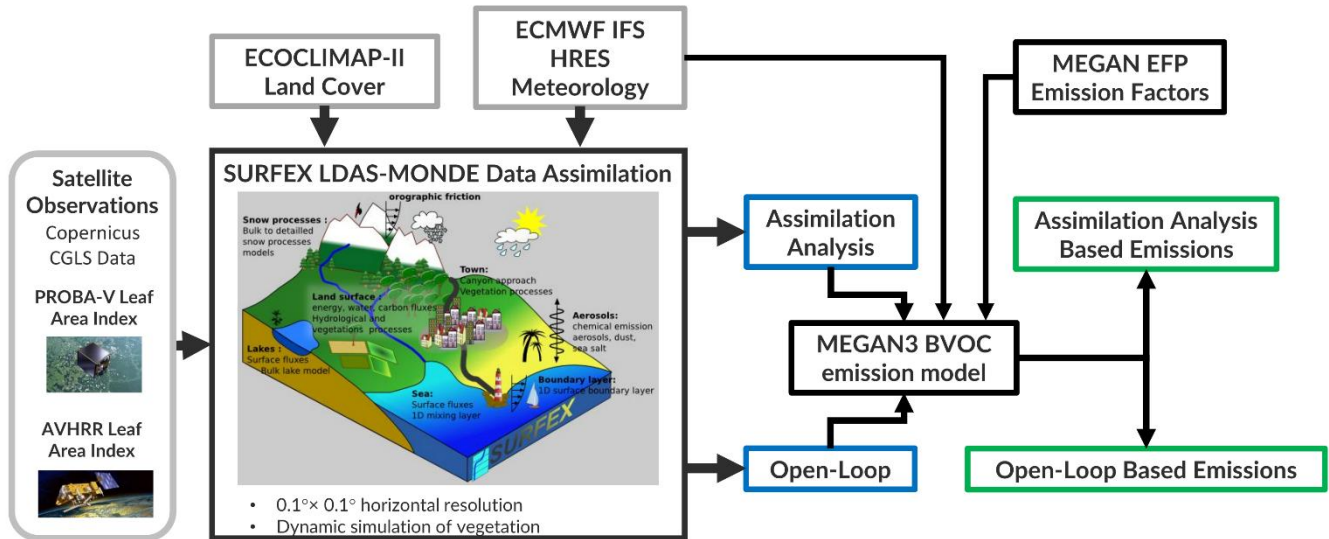 ECOCLIMAP-II
Land Cover
ECMWF IFS
HRES
Meteorology
MEGAN EFP
Emission Factors
Satellite
Observations
Copernicus
CGLS Data
PROBA-V Leaf
Area Index
AVHRR Leaf
Area Index
SURFEX LDAS-MONDE Data Assimilation
orographic friction
Snow processes :
Bulk to detailled
snow processes
models
Town:
Canyon approach
Vegetation processes
Land surface :
energy, water, carbon fluxes
Hydrological and
vegetations processes
Aerosols:
chemical emission
aerosols, dust,
sea salt
Lakes :
Surface fluxes
Bulk lake model
Boundary layer:
1D surface boundary layer
Sea:
Surface fluxes
1D mixing layer
SURFEX
• 0.1°× 0.1° horizontal resolution
• Dynamic simulation of vegetation
Assimilation
Analysis
MEGAN3 BVOC
emission model
Open-Loop
Assimilation Analysis
Based Emissions
Open-Loop Based Emissions